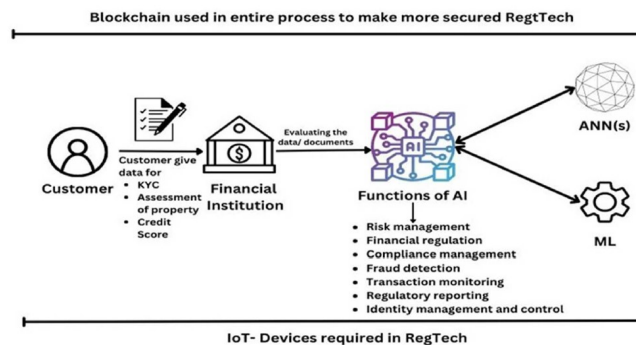 Blockchain used in entire process to make more secured RegtTech
Customer
Customer give
data for
• KYC
• Assessment
of property
• Credit
Score
$
Financial
Institution
Evaluating the
data/ documents
AI
Functions of AI
• Risk management
• Financial regulation
• Compliance management
• Fraud detection
• Transaction monitoring
• Regulatory reporting
• Identity management and control
ANN(s)
ML
IoT- Devices required in RegTech